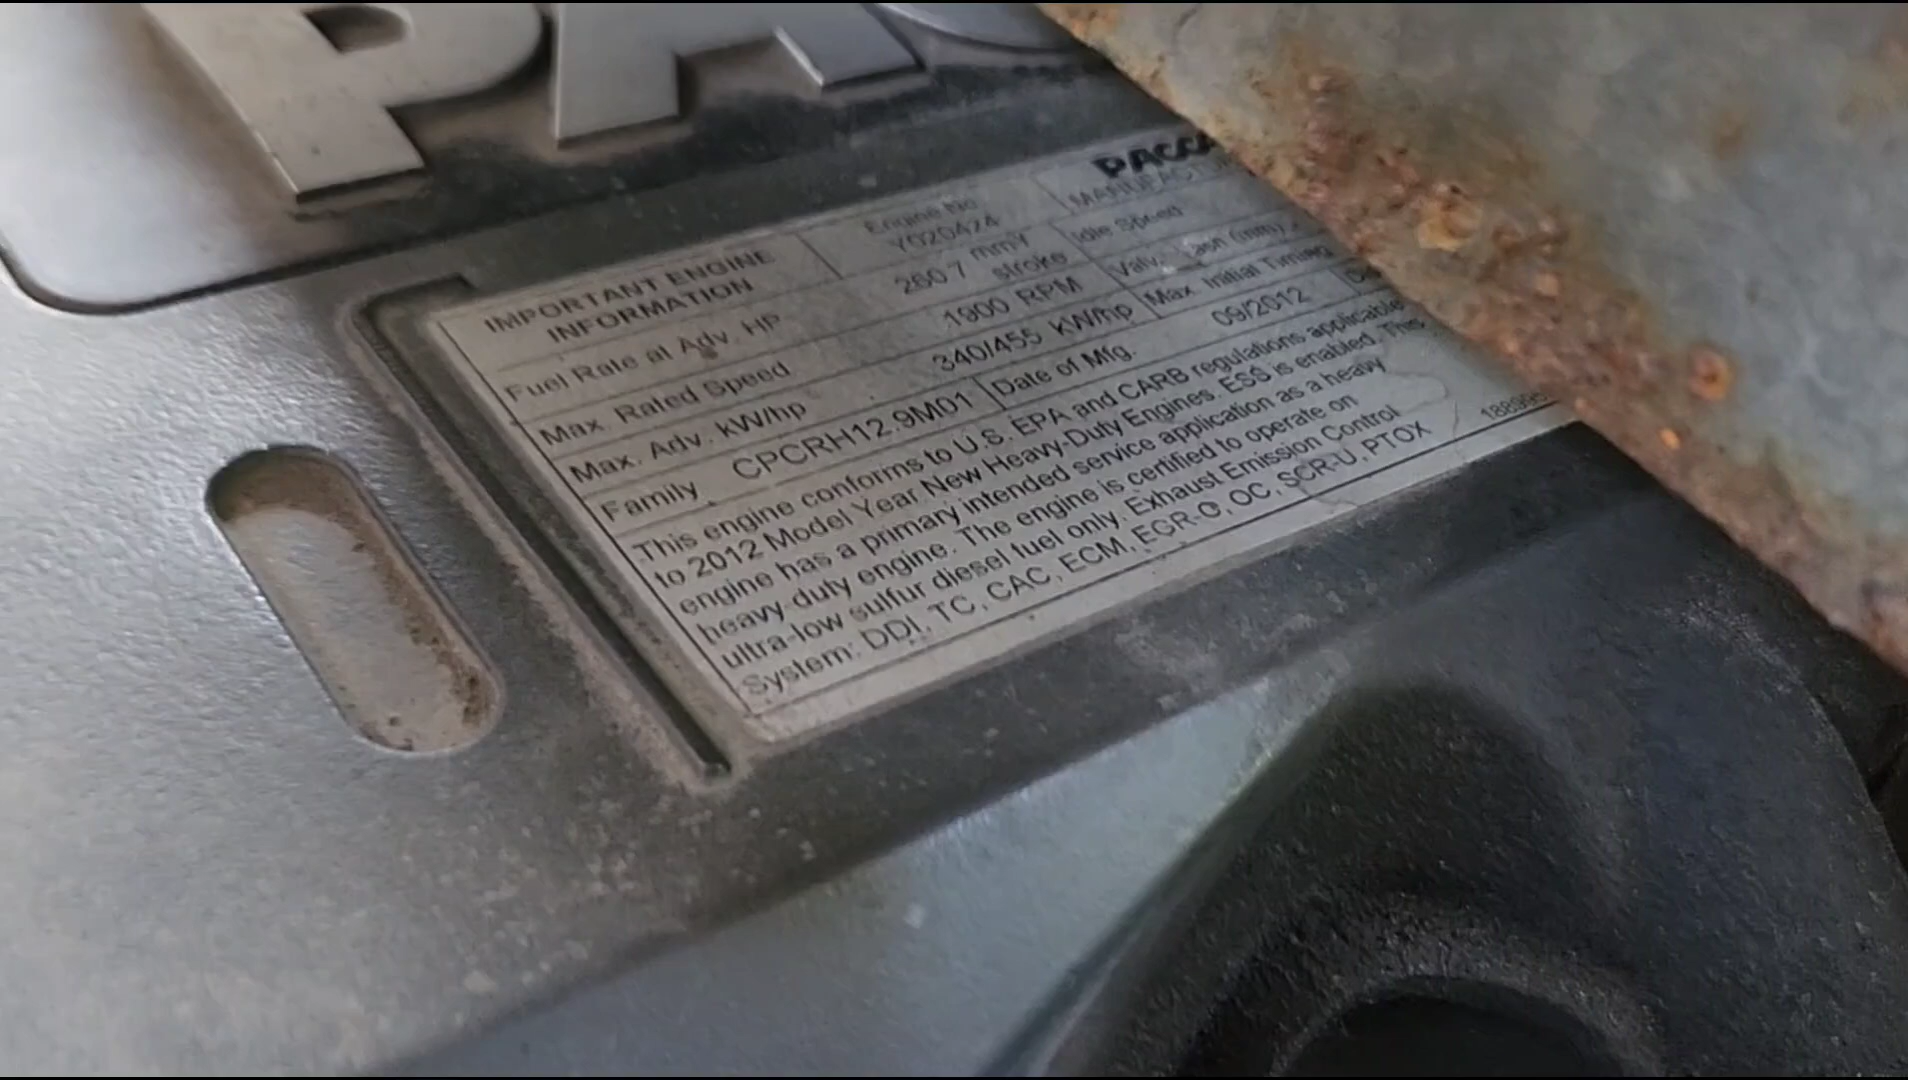 PA
PACCA
MANUFACT
IMPORTANT ENGINE
INFORMATION
Engine No
Y020474
Idle Speed
Fuel Rate at Adv. HP
260.7 mm³/
stroke
Max. Rated Speed
1900 RPM
Max Initial Timing
Max. Adv. kW/hp
340/455 kW/hp
Family CPCRH12.9M01
Date of Mfg. 09/2012
This engine conforms to U.S. EPA and CARB regulations applicable
to 2012 Model Year New Heavy-Duty Engines. ESS is enabled. This
engine has a primary intended service application as a heavy
heavy-duty engine. The engine is certified to operate on
ultra-low sulfur diesel fuel only. Exhaust Emission Control
System: DDI, TC, CAC, ECM, EGR-C, OC, SCR-U, PTOX